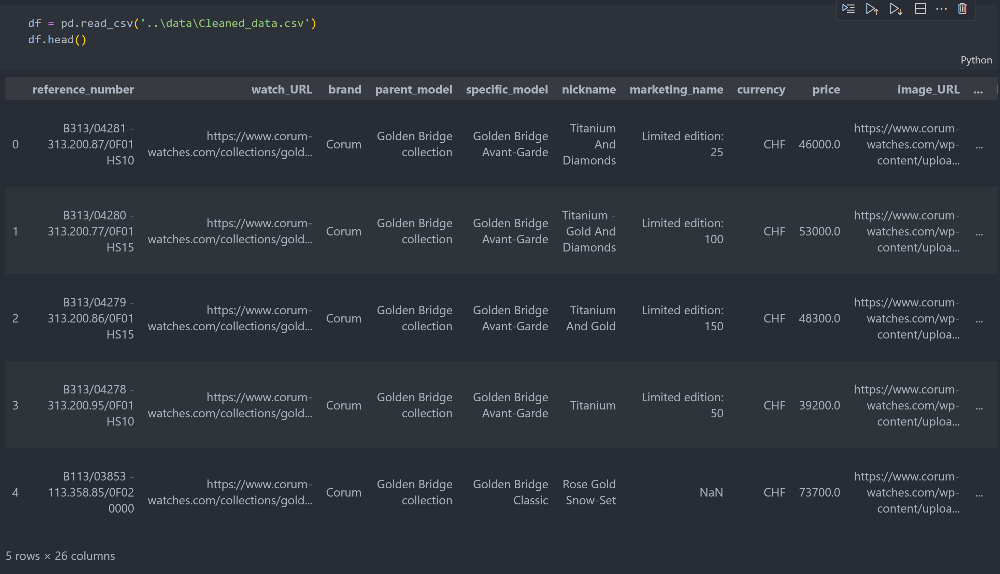 df = pd.read_csv('..\data\Cleaned_data.csv')
df.head()
Python
reference_number watch_URL brand parent_model specific_model nickname marketing_name currency price image_URL ...
0 B313/04281 - 313.200.87/0F01 HS10 https://www.corum-watches.com/collections/gold... Corum Golden Bridge collection Golden Bridge Avant-Garde Titanium And Diamonds Limited edition: 25 CHF 46000.0 https://www.corum-watches.com/wp-content/uploa... ...
1 B313/04280 - 313.200.77/0F01 HS15 https://www.corum-watches.com/collections/gold... Corum Golden Bridge collection Golden Bridge Avant-Garde Titanium - Gold And Diamonds Limited edition: 100 CHF 53000.0 https://www.corum-watches.com/wp-content/uploa... ...
2 B313/04279 - 313.200.86/0F01 HS15 https://www.corum-watches.com/collections/gold... Corum Golden Bridge collection Golden Bridge Avant-Garde Titanium And Gold Limited edition: 150 CHF 48300.0 https://www.corum-watches.com/wp-content/uploa... ...
3 B313/04278 - 313.200.95/0F01 HS10 https://www.corum-watches.com/collections/gold... Corum Golden Bridge collection Golden Bridge Avant-Garde Titanium Limited edition: 50 CHF 39200.0 https://www.corum-watches.com/wp-content/uploa... ...
4 B113/03853 - 113.358.85/0F02 0000 https://www.corum-watches.com/collections/gold... Corum Golden Bridge collection Golden Bridge Classic Rose Gold Snow-Set NaN CHF 73700.0 https://www.corum-watches.com/wp-content/uploa... ...
5 rows × 26 columns